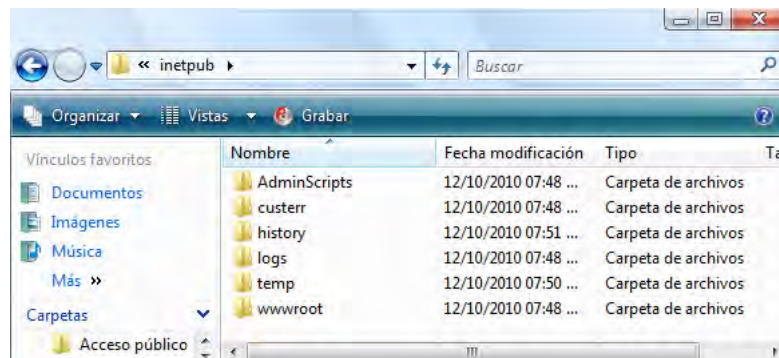 « inetpub
Buscar
Organizar Vistas Grabar
Vínculos favoritos
Documentos
Imágenes
Música
Más »
Carpetas
Acceso público
Nombre Fecha modificación Tipo Ta
AdminScripts 12/10/2010 07:48 ... Carpeta de archivos
custerr 12/10/2010 07:48 ... Carpeta de archivos
history 12/10/2010 07:51 ... Carpeta de archivos
logs 12/10/2010 07:48 ... Carpeta de archivos
temp 12/10/2010 07:50 ... Carpeta de archivos
wwwroot 12/10/2010 07:48 ... Carpeta de archivos